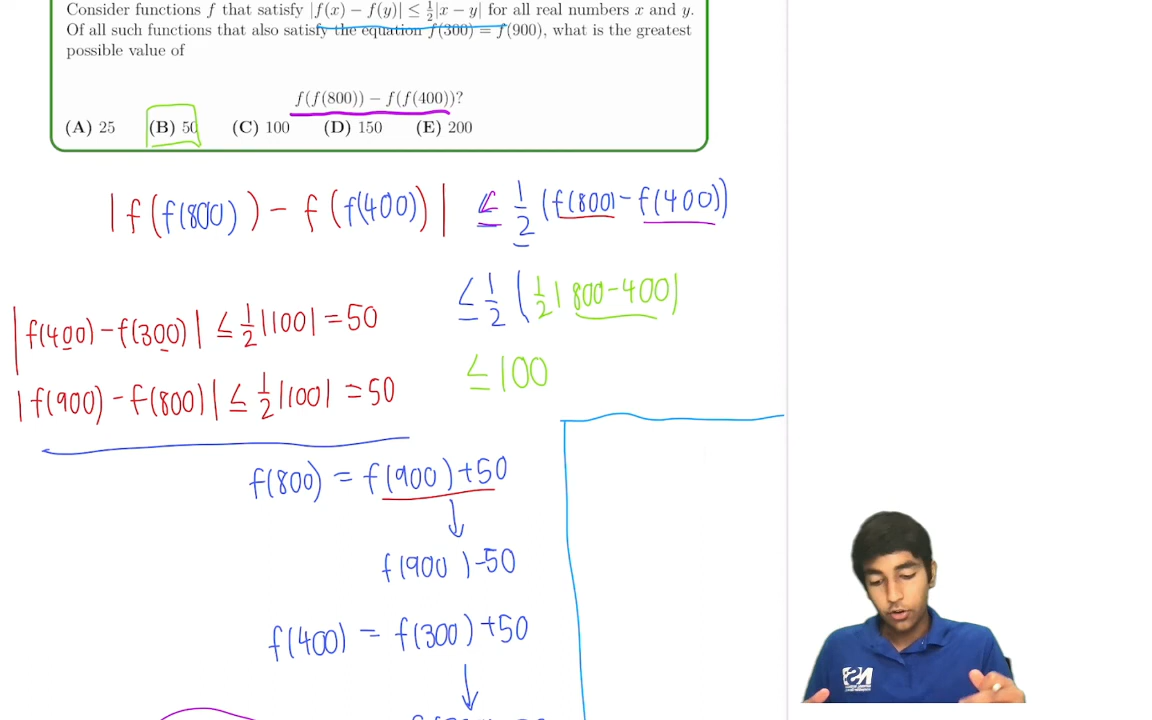 Consider functions f that satisfy |f(x) − f(y)| ≤ ½|x − y| for all real numbers x and y.
Of all such functions that also satisfy the equation f(300) = f(900), what is the greatest
possible value of
f(f(800)) − f(f(400))?
(A) 25 (B) 50 (C) 100 (D) 150 (E) 200
|f(f(800)) - f(f(400))| ≤ 1/2 (f(800) - f(400))
≤ 1/2 (1/2 |800 - 400|
≤ 100
|f(400) - f(300)| ≤ 1/2 |100| = 50
|f(900) - f(800)| ≤ 1/2 |100| = 50
f(800) = f(900) + 50
f(900) - 50
f(400) = f(300) + 50